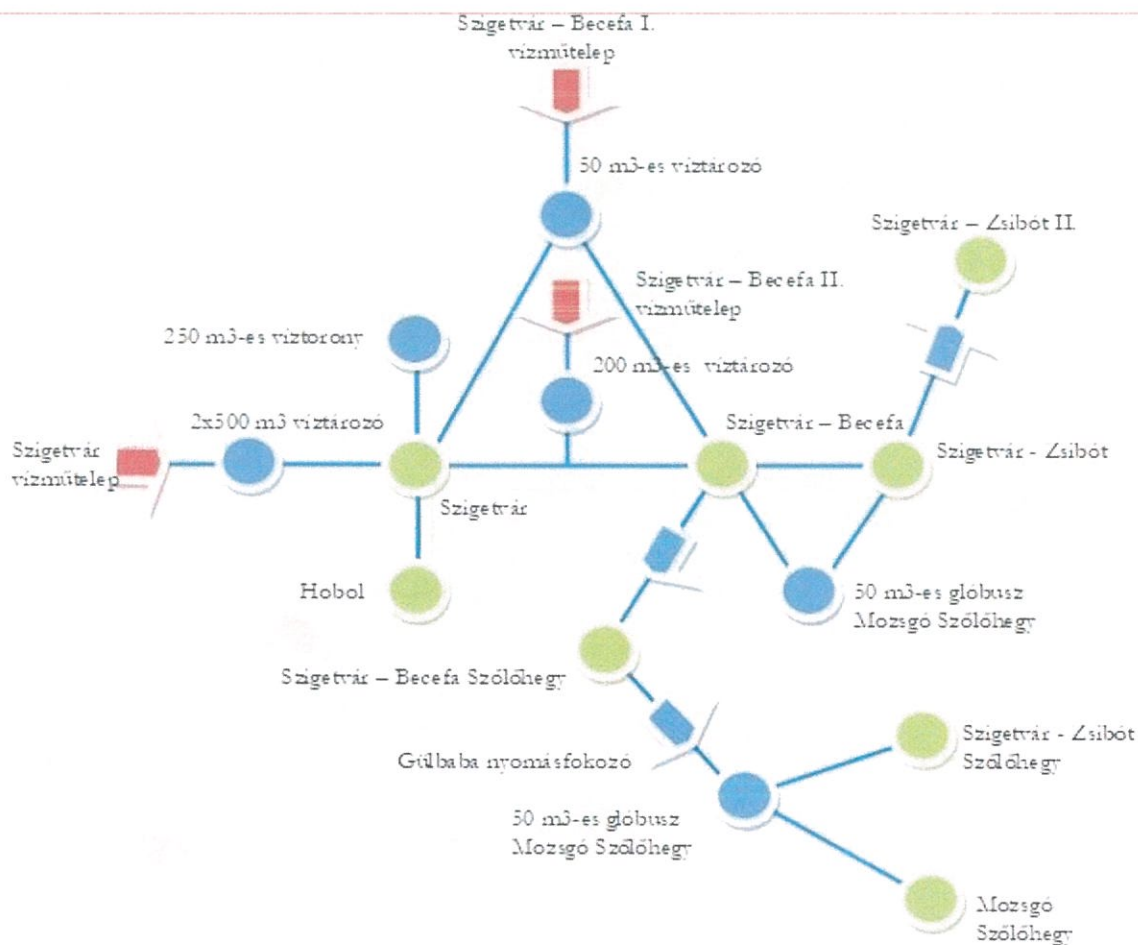 Szigetvár – Becefa I.
vízműtelep
50 m3-es víztározó
Szigetvár – Zsibót II.
Szigetvár – Becefa II.
vízműtelep
250 m3-es víztorony
200 m3-es víztározó
2x500 m3 víztározó
Szigetvár – Becefa
Szigetvár
vízműtelep
Szigetvár - Zsibót
Szigetvár
Hobol
50 m3-es glóbusz
Mozsgó Szőlőhegy
Szigetvár – Becefa Szőlőhegy
Szigetvár - Zsibót
Szőlőhegy
Gülbaba nyomásfokozó
50 m3-es glóbusz
Mozsgó Szőlőhegy
Mozsgó
Szőlőhegy